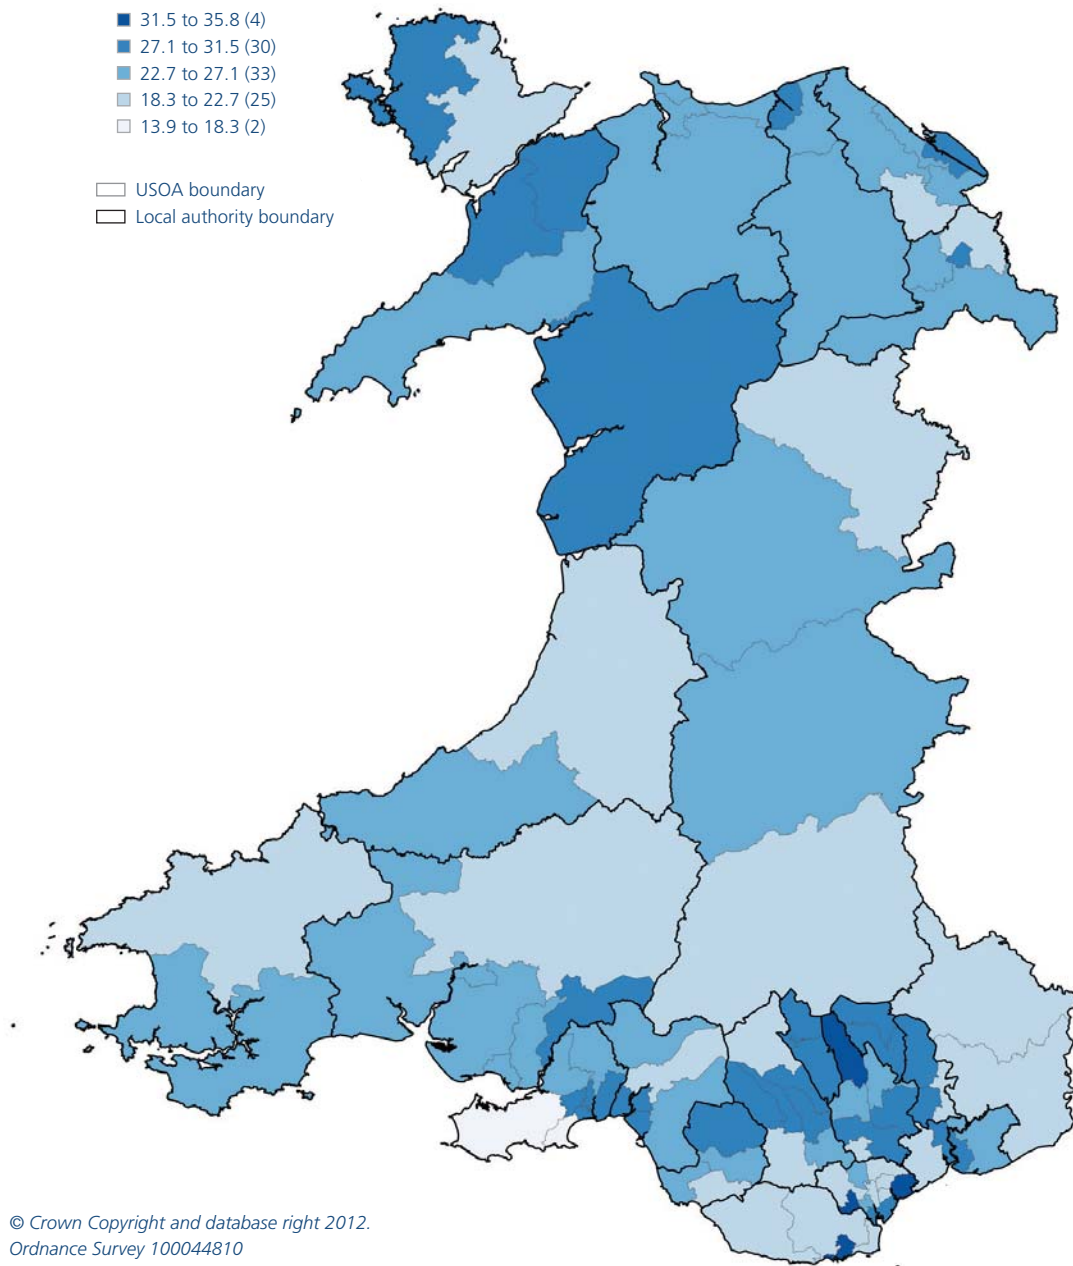 31.5 to 35.8 (4)
27.1 to 31.5 (30)
22.7 to 27.1 (33)
18.3 to 22.7 (25)
13.9 to 18.3 (2)
USOA boundary
Local authority boundary
© Crown Copyright and database right 2012.
Ordnance Survey 100044810